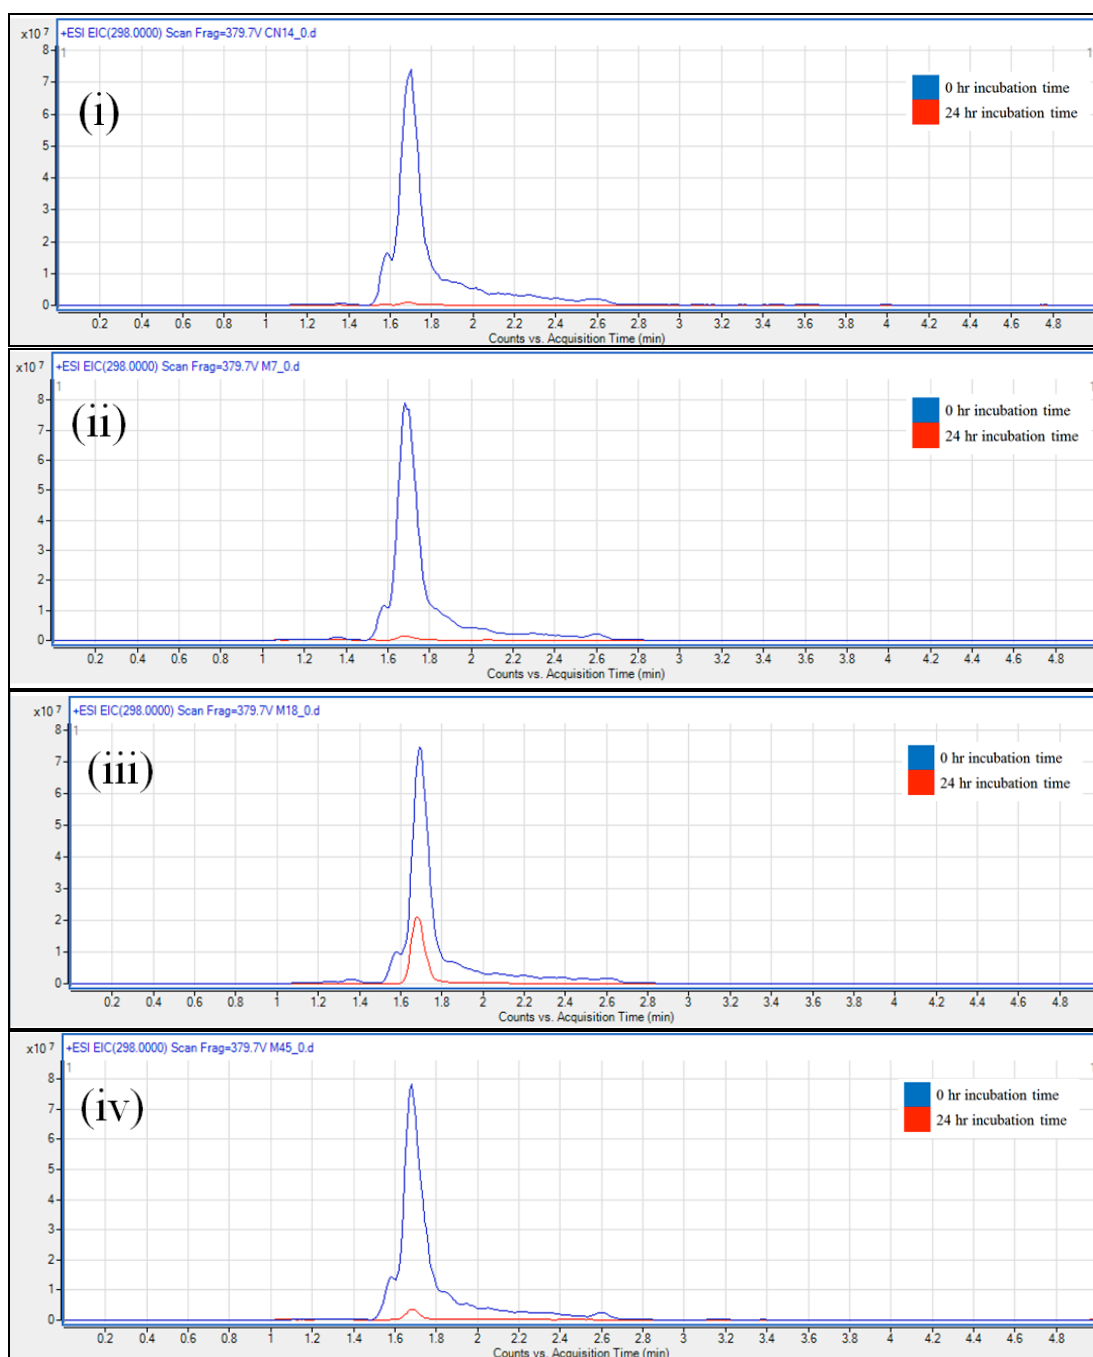 x10 7 +ESI EIC(298.0000) Scan Frag=379.7V CN14_0.d
1 1
(i)
0 hr incubation time
24 hr incubation time
8
7
6
5
4
3
2
1
0
0.2 0.4 0.6 0.8 1 1.2 1.4 1.6 1.8 2 2.2 2.4 2.6 2.8 3 3.2 3.4 3.6 3.8 4 4.2 4.4 4.6 4.8
Counts vs. Acquisition Time (min)
x10 7 +ESI EIC(298.0000) Scan Frag=379.7V M7_0.d
1 1
(ii)
0 hr incubation time
24 hr incubation time
8
7
6
5
4
3
2
1
0
0.2 0.4 0.6 0.8 1 1.2 1.4 1.6 1.8 2 2.2 2.4 2.6 2.8 3 3.2 3.4 3.6 3.8 4 4.2 4.4 4.6 4.8
Counts vs. Acquisition Time (min)
x10 7 +ESI EIC(298.0000) Scan Frag=379.7V M18_0.d
1 1
(iii)
0 hr incubation time
24 hr incubation time
8
7
6
5
4
3
2
1
0
0.2 0.4 0.6 0.8 1 1.2 1.4 1.6 1.8 2 2.2 2.4 2.6 2.8 3 3.2 3.4 3.6 3.8 4 4.2 4.4 4.6 4.8
Counts vs. Acquisition Time (min)
x10 7 +ESI EIC(298.0000) Scan Frag=379.7V M45_0.d
1 1
(iv)
0 hr incubation time
24 hr incubation time
8
7
6
5
4
3
2
1
0
0.2 0.4 0.6 0.8 1 1.2 1.4 1.6 1.8 2 2.2 2.4 2.6 2.8 3 3.2 3.4 3.6 3.8 4 4.2 4.4 4.6 4.8
Counts vs. Acquisition Time (min)